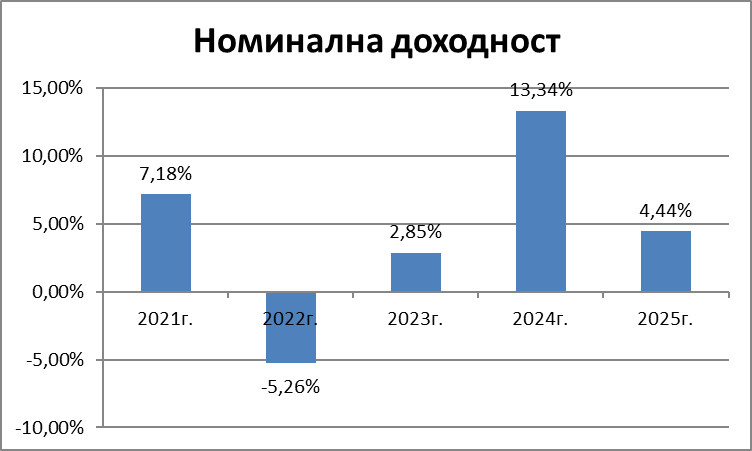 Номинална доходност
15,00%
10,00%
5,00%
0,00%
-5,00%
-10,00%
7,18%
-5,26%
2,85%
13,34%
4,44%
2021г.
2022г.
2023г.
2024г.
2025г.